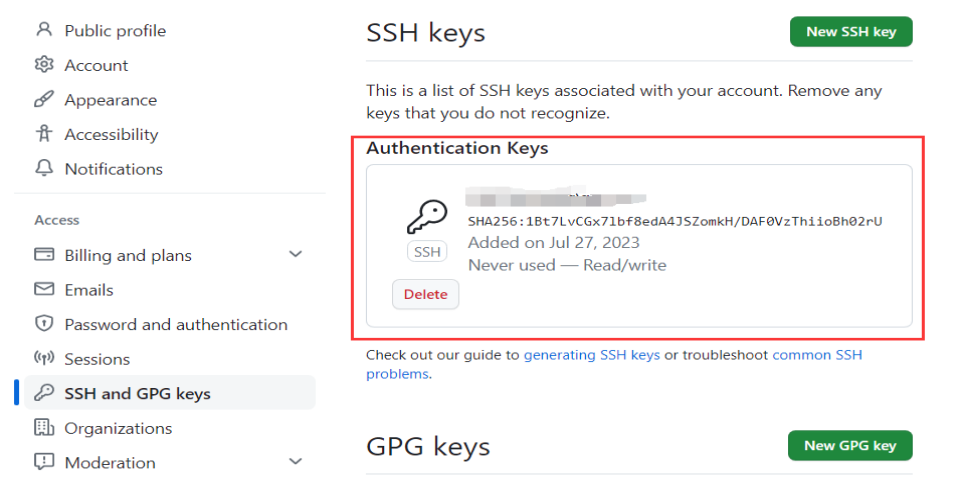 Public profile
Account
Appearance
Accessibility
Notifications
Access
Billing and plans
Emails
Password and authentication
Sessions
SSH and GPG keys
Organizations
Moderation
SSH keys
New SSH key
This is a list of SSH keys associated with your account. Remove any
keys that you do not recognize.
Authentication Keys
SHA256:1Bt7LvCGx7lbf8edA4JSZomkH/DAF0VzThiioBh02rU
Added on Jul 27, 2023
Never used — Read/write
SSH
Delete
Check out our guide to generating SSH keys or troubleshoot common SSH
problems.
GPG keys
New GPG key